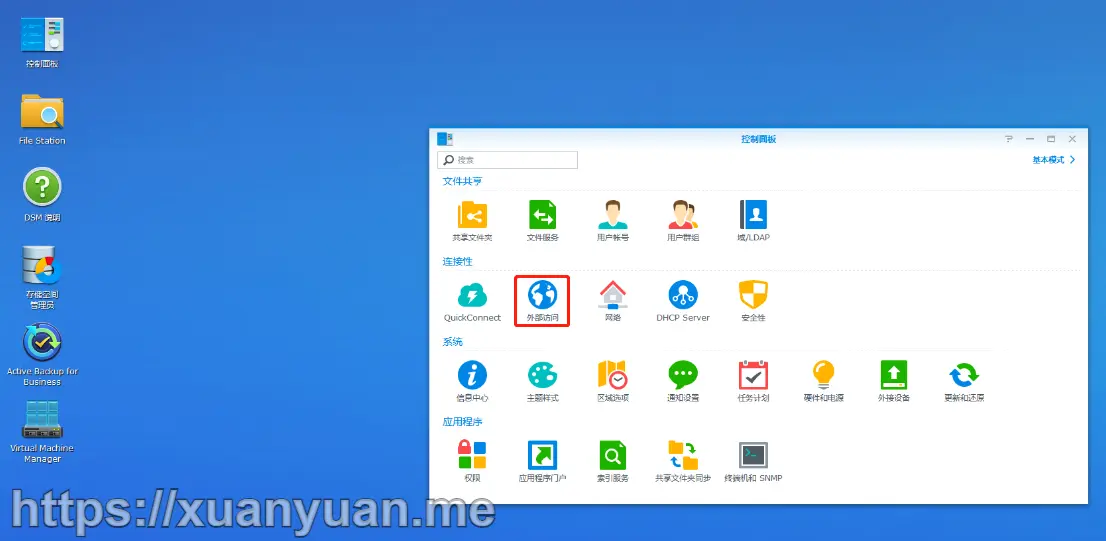 控制面板
File Station
DSM 说明
存储空间
管理员
Active Backup for
Business
Virtual Machine
Manager
控制面板
搜索
基本模式
文件共享
共享文件夹
文件服务
用户帐号
用户群组
域/LDAP
连接性
QuickConnect
外部访问
网络
DHCP Server
安全性
系统
信息中心
主题样式
区域选项
通知设置
任务计划
硬件和电源
外接设备
更新和还原
应用程序
权限
应用程序门户
索引服务
共享文件夹同步
终端机和 SNMP
https://xuanyuan.me